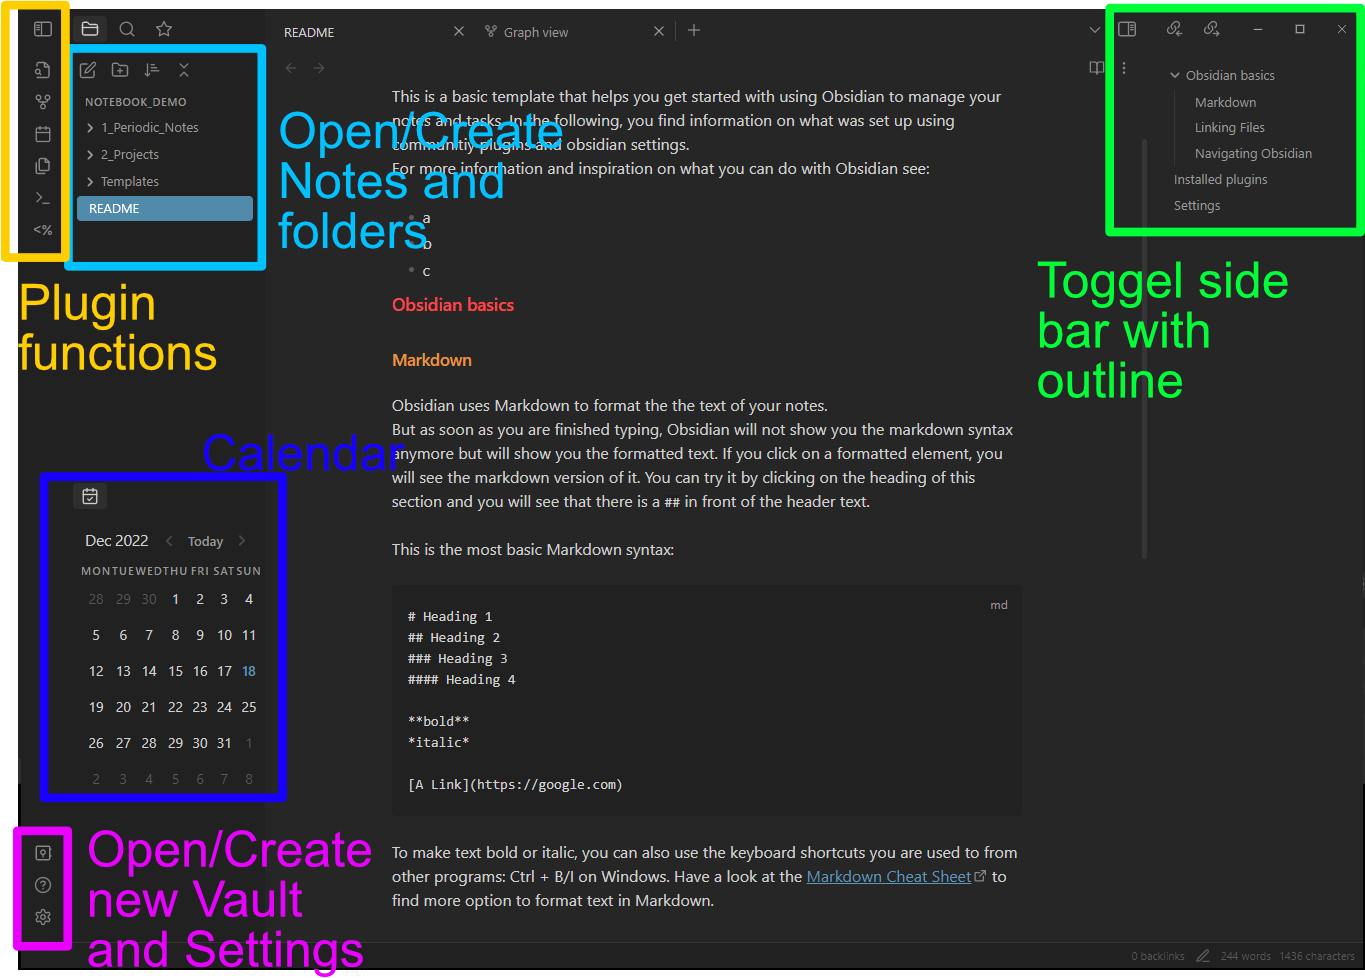 README
Graph view
NOTEBOOK_DEMO
1_Periodic_Notes
2_Projects
Templates
README
<%
Plugin
functions
Open/Create
Notes and
folders
This is a basic template that helps you get started with using Obsidian to manage your
notes and tasks. In the following, you find information on what was set up using
communitiy plugins and obsidian settings.
For more information and inspiration on what you can do with Obsidian see:
a
b
c
Obsidian basics
Markdown
Obsidian uses Markdown to format the the text of your notes.
But as soon as you are finished typing, Obsidian will not show you the markdown syntax
anymore but will show you the formatted text. If you click on a formatted element, you
will see the markdown version of it. You can try it by clicking on the heading of this
section and you will see that there is a ## in front of the header text.
This is the most basic Markdown syntax:
md
# Heading 1
## Heading 2
### Heading 3
#### Heading 4
**bold**
*italic*
[A Link](https://google.com)
To make text bold or italic, you can also use the keyboard shortcuts you are used to from
other programs: Ctrl + B/I on Windows. Have a look at the Markdown Cheat Sheet to
find more option to format text in Markdown.
Obsidian basics
Markdown
Linking Files
Navigating Obsidian
Installed plugins
Settings
Toggel side
bar with
outline
Calendar
Dec 2022 Today
MON TUE WED THU FRI SAT SUN
28 29 30 1 2 3 4
5 6 7 8 9 10 11
12 13 14 15 16 17 18
19 20 21 22 23 24 25
26 27 28 29 30 31 1
2 3 4 5 6 7 8
Open/Create
new Vault
and Settings
0 backlinks 244 words 1436 characters